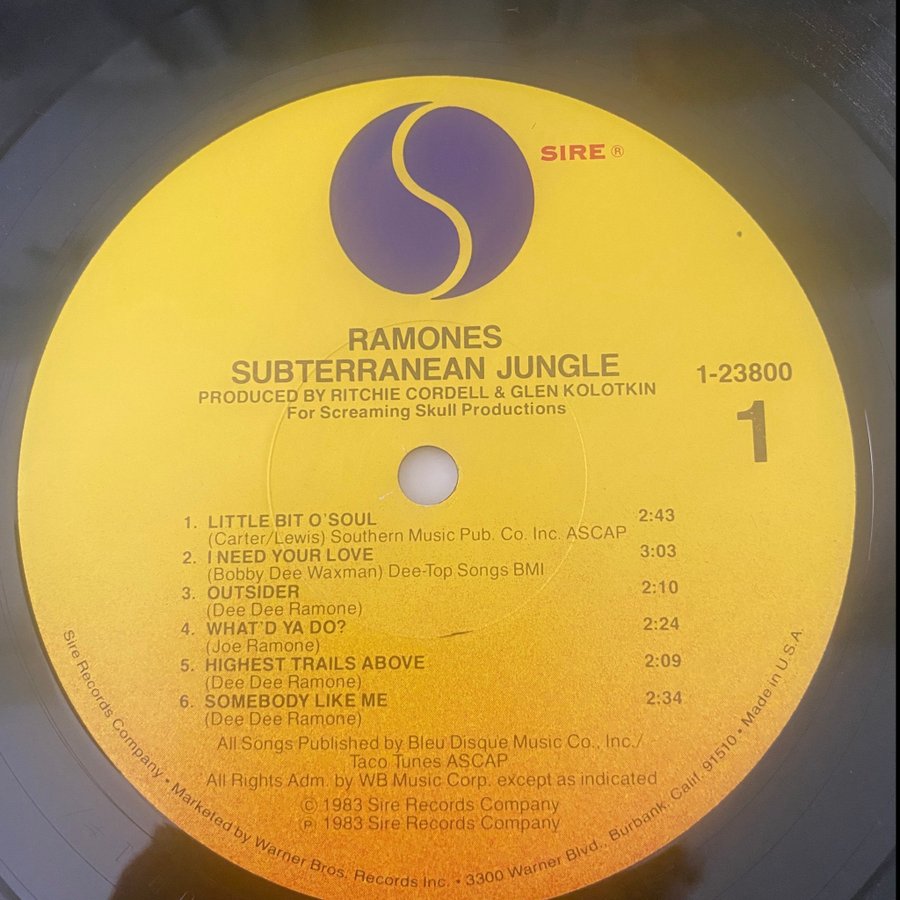 SIRE ®
RAMONES
SUBTERRANEAN JUNGLE
1-23800
PRODUCED BY RITCHIE CORDELL & GLEN KOLOTKIN
For Screaming Skull Productions
1
1. LITTLE BIT O'SOUL 2:43
(Carter/Lewis) Southern Music Pub. Co. Inc. ASCAP
2. I NEED YOUR LOVE 3:03
(Bobby Dee Waxman) Dee-Top Songs BMI
3. OUTSIDER 2:10
(Dee Dee Ramone)
4. WHAT'D YA DO? 2:24
(Joe Ramone)
5. HIGHEST TRAILS ABOVE 2:09
(Dee Dee Ramone)
6. SOMEBODY LIKE ME 2:34
(Dee Dee Ramone)
All Songs Published by Bleu Disque Music Co., Inc./
Taco Tunes ASCAP
All Rights Adm. by WB Music Corp. except as indicated
© 1983 Sire Records Company
℗ 1983 Sire Records Company
Sire Records Company • Marketed by Warner Bros. Records Inc. • 3300 Warner Blvd., Burbank, Calif. 91510 • Made in U.S.A.